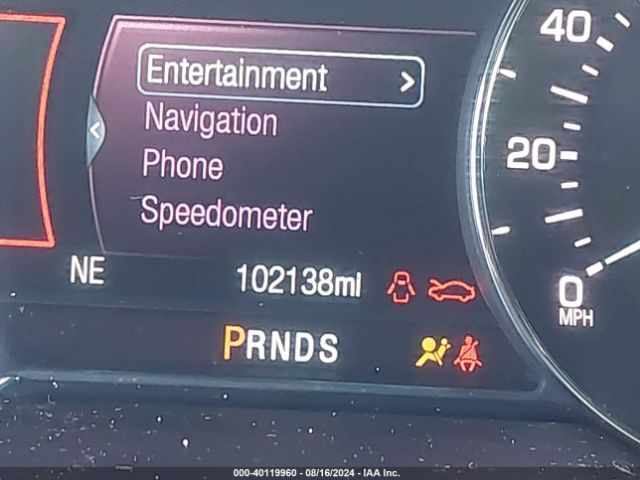 Entertainment >
Navigation
Phone
Speedometer
NE 102138mi
PRNDS
40
20
0
MPH
000-40119960 - 08/16/2024 - IAA Inc.